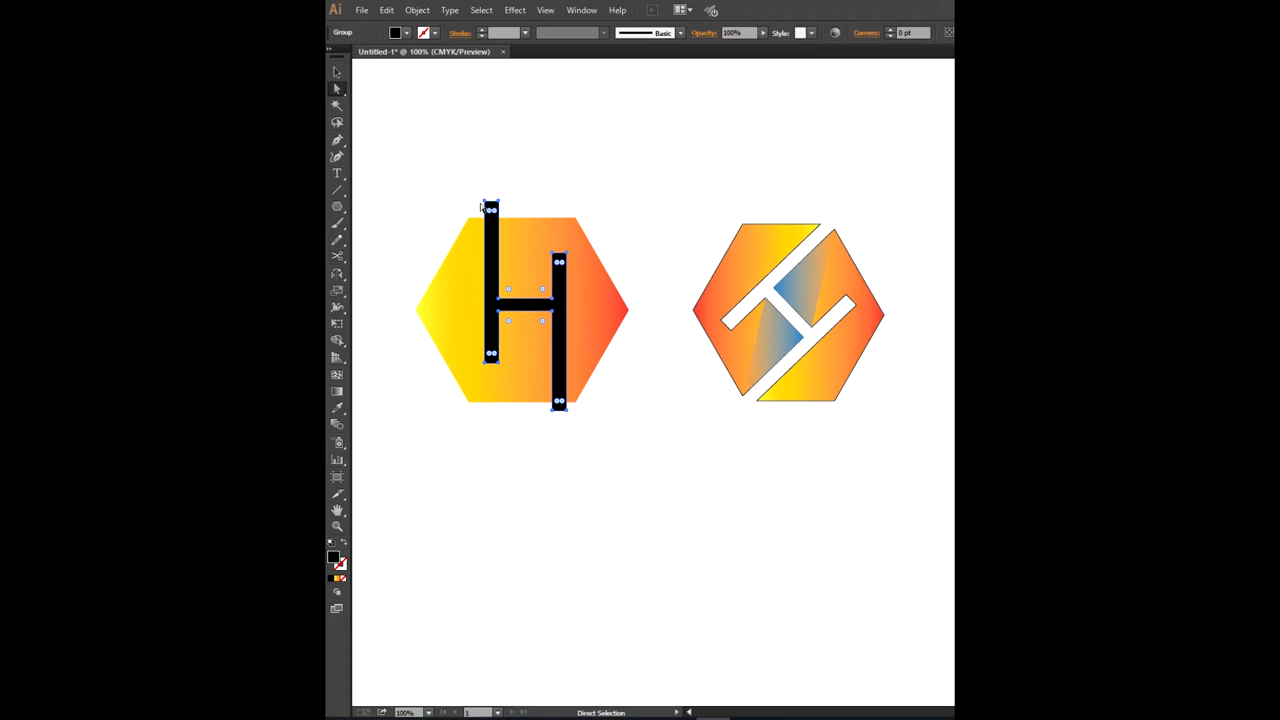 Ai File Edit Object Type Select Effect View Window Help
Group Stroke: Basic Opacity: 100% Style: Corners: 0 pt
Untitled-1* @ 100% (CMYK/Preview) ×
T
H
H
100% 1 Direct Selection